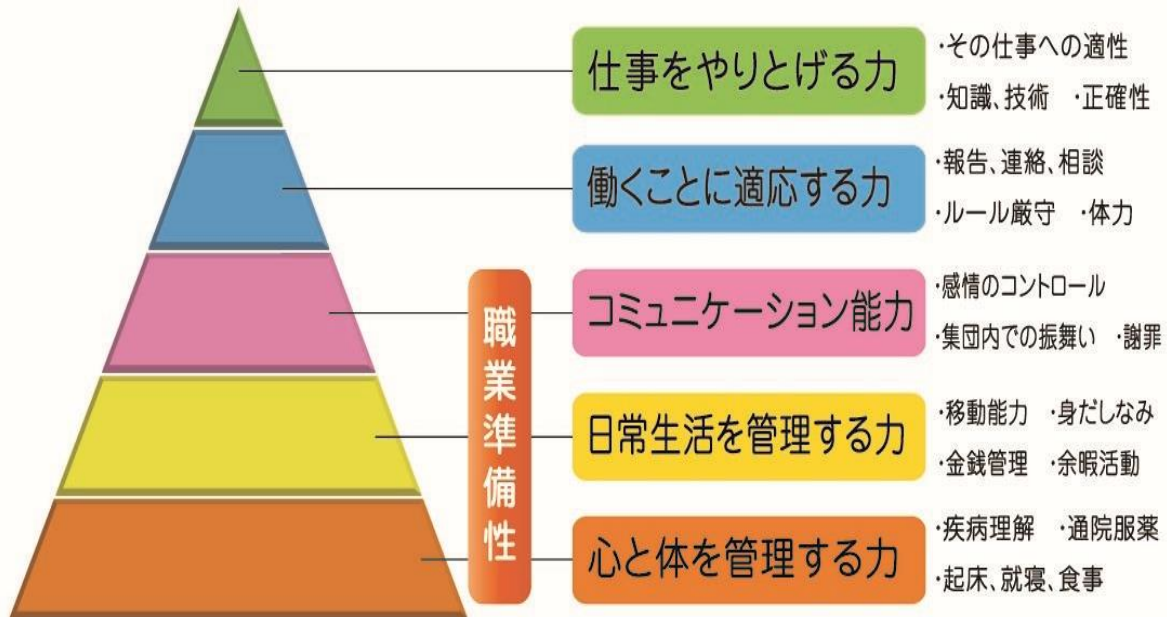 仕事をやりとげる力
・その仕事への適性
・知識、技術　・正確性
働くことに適応する力
・報告、連絡、相談
・ルール厳守　・体力
職業準備性
コミュニケーション能力
・感情のコントロール
・集団内での振舞い　・謝罪
日常生活を管理する力
・移動能力　・身だしなみ
・金銭管理　・余暇活動
心と体を管理する力
・疾病理解　・通院服薬
・起床、就寝、食事